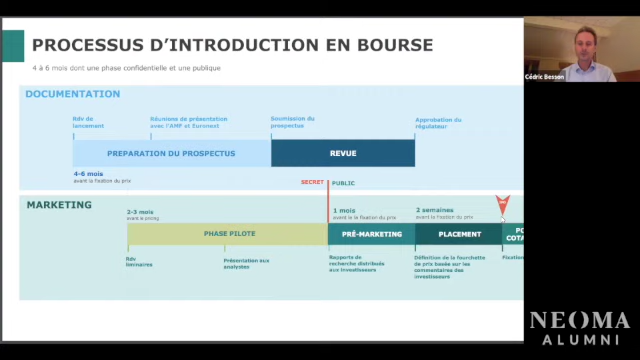 PROCESSUS D'INTRODUCTION EN BOURSE
4 à 6 mois dont une phase confidentielle et une publique
Cédric Besson
DOCUMENTATION
Rdv de
lancement
Réunions de présentation
avec l'AMF et Euronext
Soumission du
prospectus
Approbation du
régulateur
PREPARATION DU PROSPECTUS
REVUE
4-6 mois
avant la fixation du prix
SECRET
PUBLIC
MARKETING
2-3 mois
avant le pricing
1 mois
avant le la fixation du prix
2 semaines
avant la fixation du prix
PHASE PILOTE
PRÉ-MARKETING
PLACEMENT
PO
COTA
Rdv
liminaires
Présentation aux
analystes
Rapports de
recherche distribués
aux investisseurs
Définition de la fourchette
de prix basée sur les
commentaires des
investisseurs
Fixation
NEOMA
ALUMNI